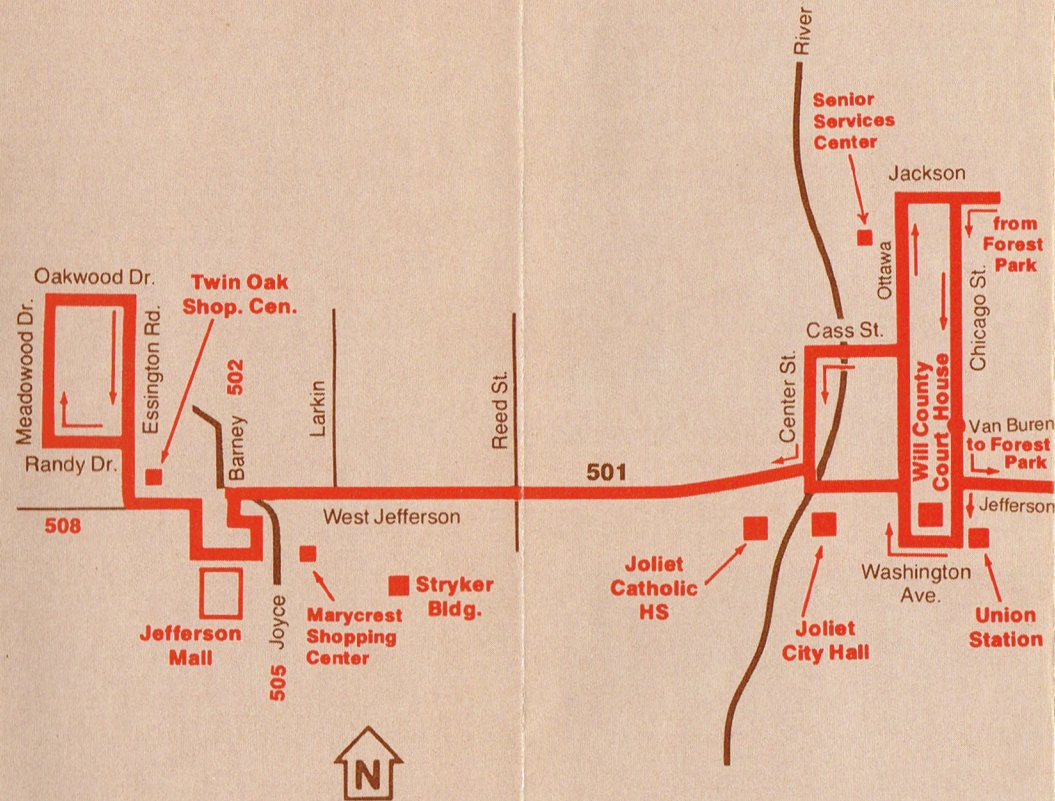 River
Senior
Services
Center
Jackson
from
Forest
Park
Ottawa
Chicago St.
Oakwood Dr.
Twin Oak
Shop. Cen.
Meadowood Dr.
Essington Rd.
502
Barney
Larkin
Reed St.
Cass St.
Center St.
Will County
Court House
Van Buren
to Forest
Park
Randy Dr.
501
508
West Jefferson
Jefferson
Joliet
Catholic
HS
Stryker
Bldg.
Washington
Ave.
Jefferson
Mall
Joyce
505
Marycrest
Shopping
Center
Joliet
City Hall
Union
Station
N